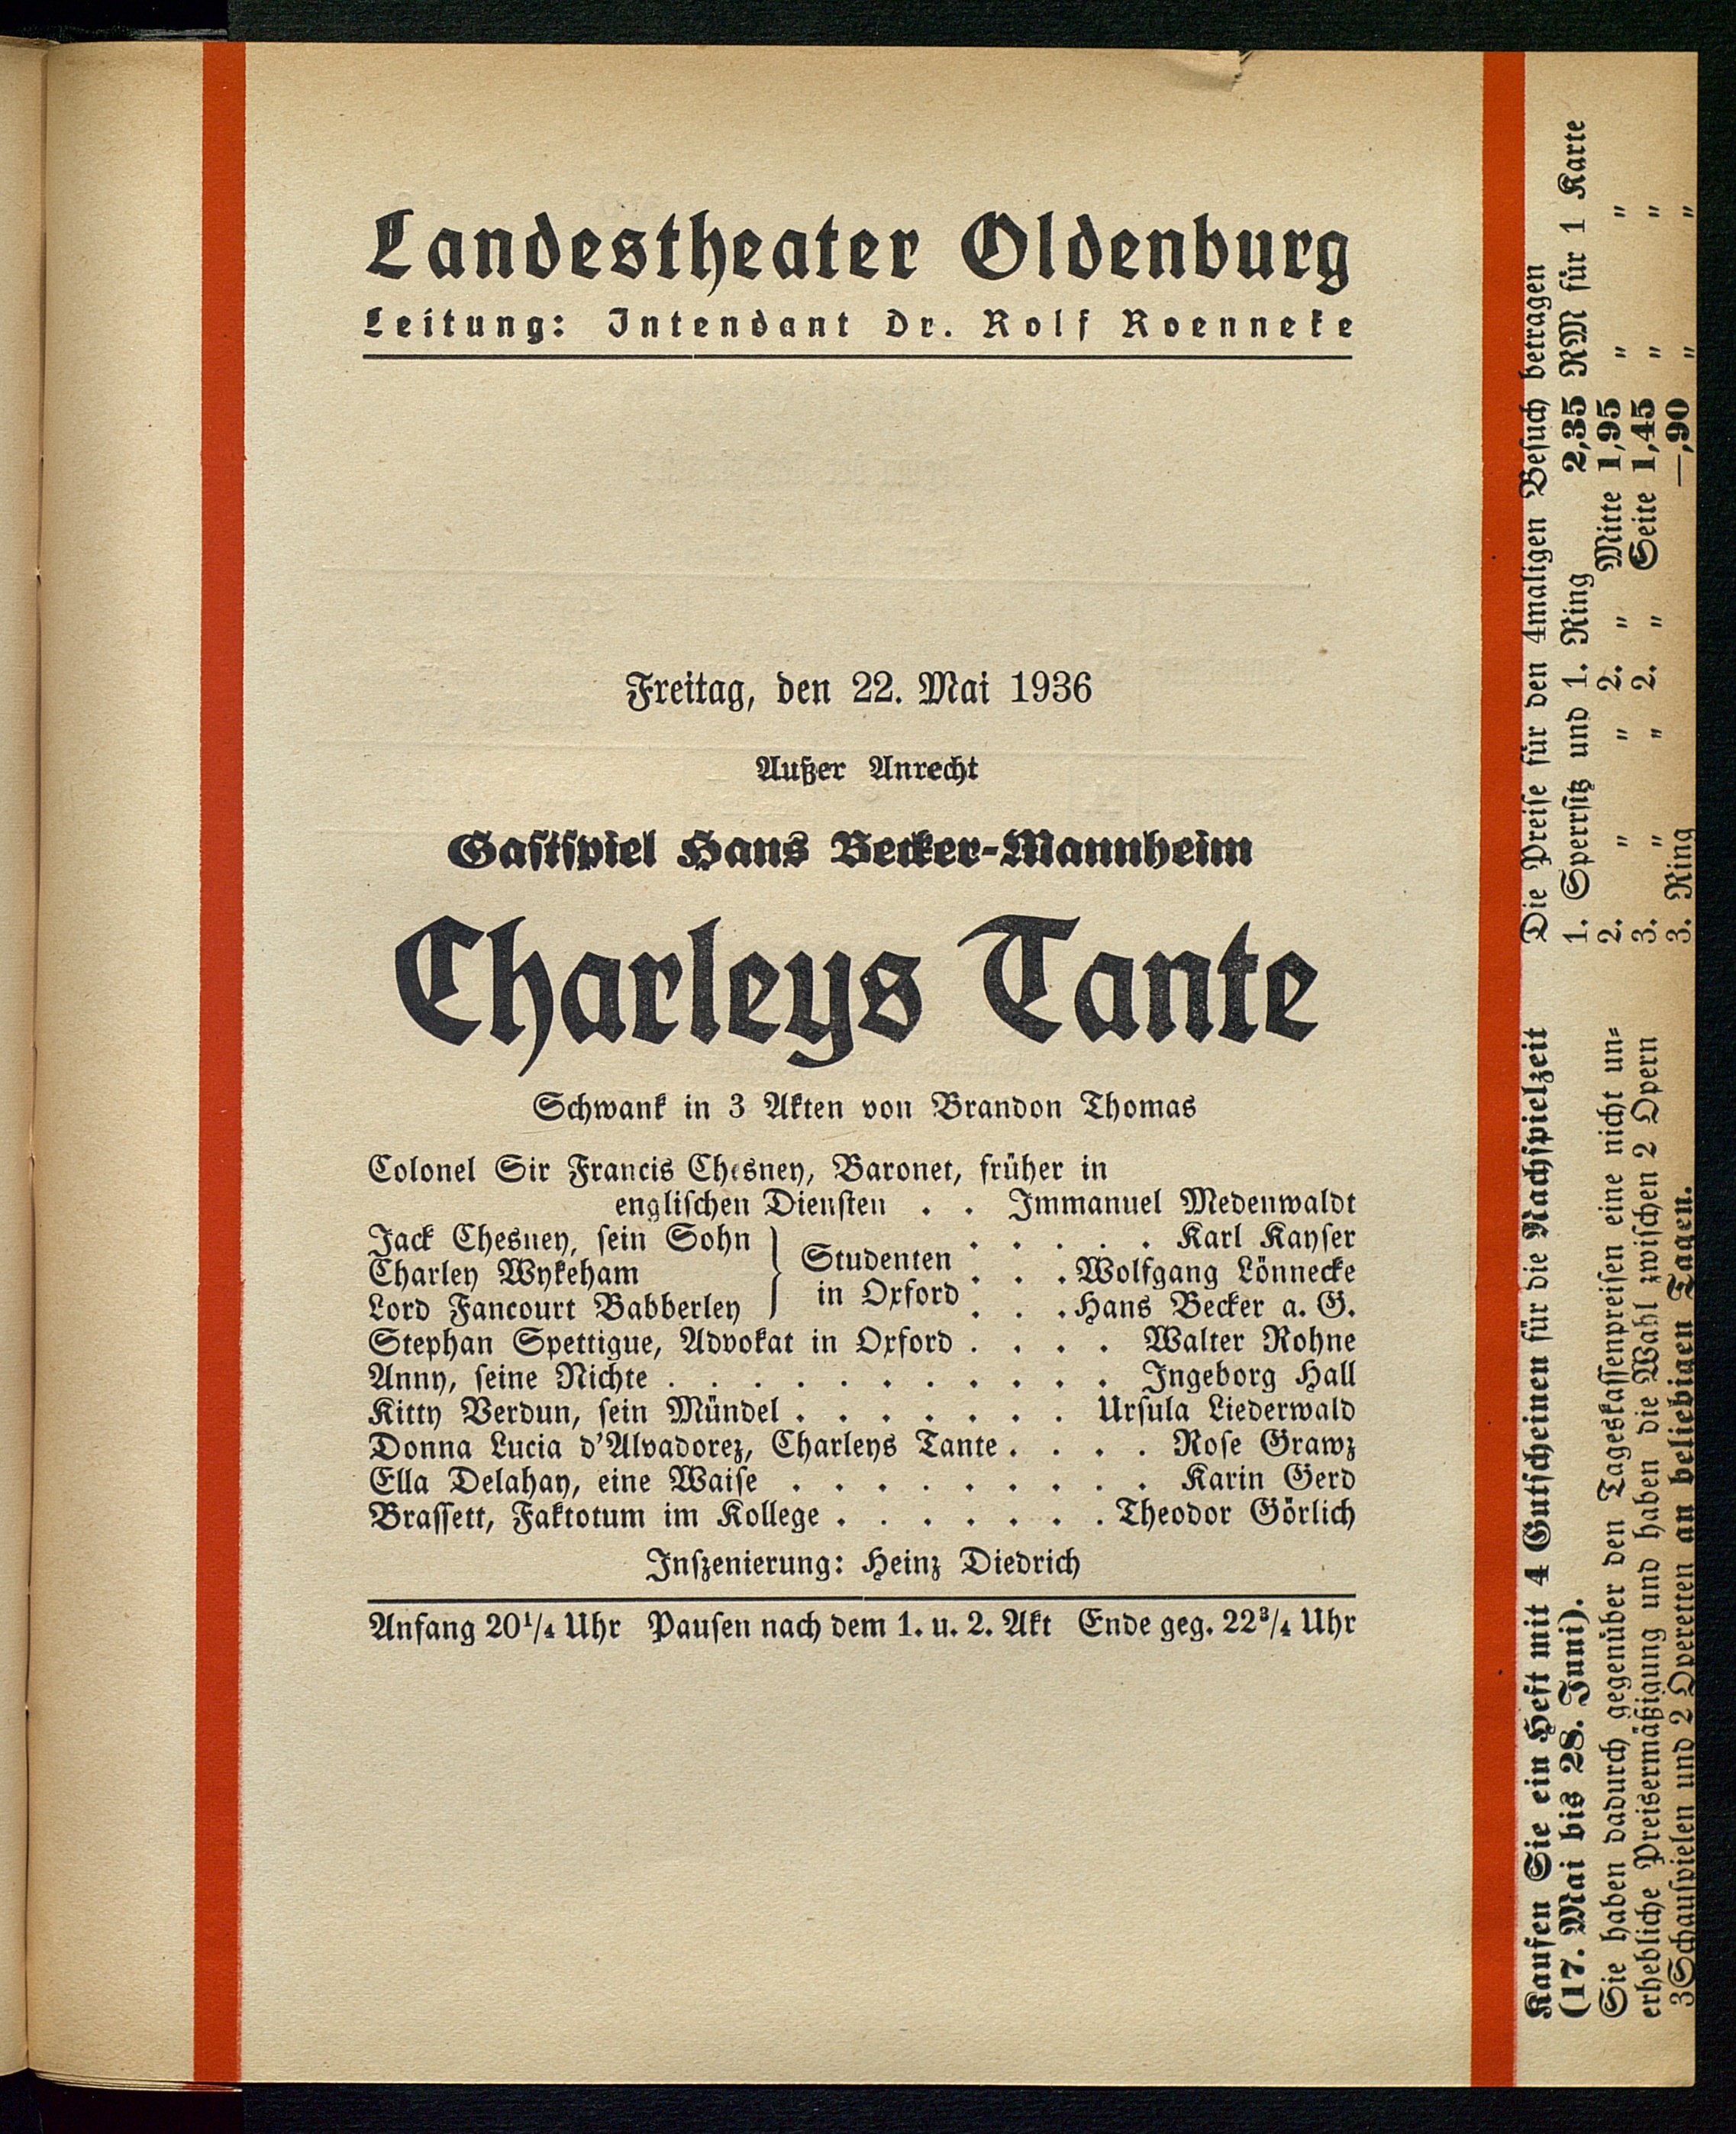 Landestheater Oldenburg
Leitung: Intendant Dr. Rolf Roenneke
Freitag, den 22. Mai 1936
Außer Anrecht
Gastspiel Hans Becker-Mannheim
Charleys Tante
Schwank in 3 Akten von Brandon Thomas
Colonel Sir Francis Chesney, Baronet, früher in
englischen Diensten . . Immanuel Medenwaldt
Jack Chesney, sein Sohn . . . . . Karl Kayser
Charley Wykeham } Studenten in Oxford . . . Wolfgang Lönnecke
Lord Fancourt Babberley . . . Hans Becker a. G.
Stephan Spettigue, Advokat in Oxford . . . . Walter Rohne
Anny, seine Nichte . . . . . . . . . . . Ingeborg Hall
Kitty Verdun, sein Mündel . . . . . . . Ursula Liederwald
Donna Lucia d'Alvadorez, Charleys Tante . . . . Rose Grawz
Ella Delahay, eine Waise . . . . . . . . . Karin Gerd
Brassett, Faktotum im Kollege . . . . . . . Theodor Görlich
Inszenierung: Heinz Diedrich
Anfang 20¼ Uhr Pausen nach dem 1. u. 2. Akt Ende geg. 22¾ Uhr
Kaufen Sie ein Heft mit 4 Gutscheinen für die Nachspielzeit
(17. Mai bis 28. Juni).
Sie haben dadurch gegenüber den Tageskassenpreisen eine nicht un-
erhebliche Preisermäßigung und haben die Wahl zwischen 2 Opern
3 Schauspielen und 2 Operetten an beliebigen Tagen.
Die Preise für den 4maligen Besuch betragen
1. Sperrsitz und 1. Ring 2,35 RM für 1 Karte
2. " " 2. " Mitte 1,95 " "
3. " " 2. " Seite 1,45 " "
3. Ring —,90 " "